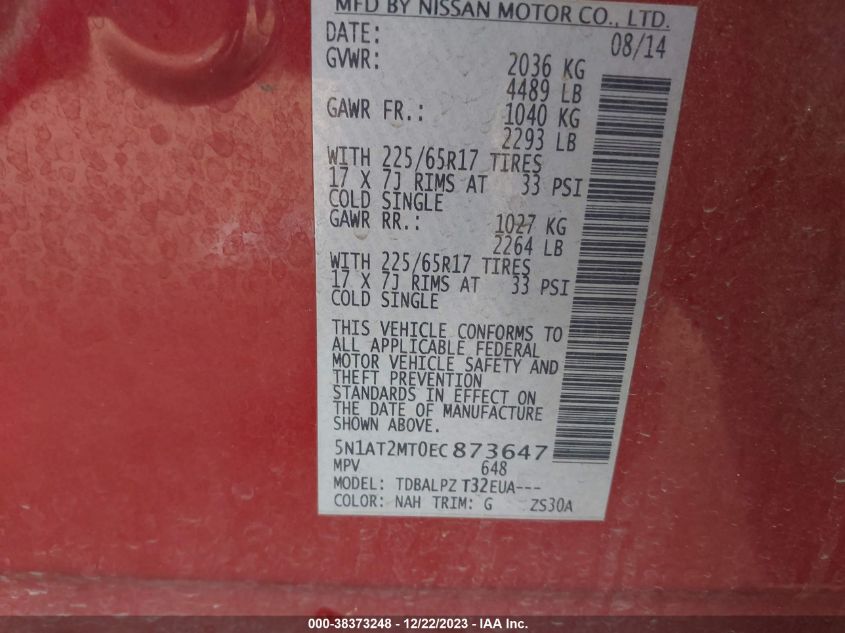 MFD BY NISSAN MOTOR CO., LTD.
DATE: 08/14
GVWR: 2036 KG
4489 LB
GAWR FR.: 1040 KG
2293 LB
WITH 225/65R17 TIRES
17 X 7J RIMS AT 33 PSI
COLD SINGLE
GAWR RR.: 1027 KG
2264 LB
WITH 225/65R17 TIRES
17 X 7J RIMS AT 33 PSI
COLD SINGLE
THIS VEHICLE CONFORMS TO
ALL APPLICABLE FEDERAL
MOTOR VEHICLE SAFETY AND
THEFT PREVENTION
STANDARDS IN EFFECT ON
THE DATE OF MANUFACTURE
SHOWN ABOVE.
5N1AT2MT0EC873647
MPV 648
MODEL: TDBALPZ T32EUA---
COLOR: NAH TRIM: G ZS30A
000-38373248 - 12/22/2023 - IAA Inc.